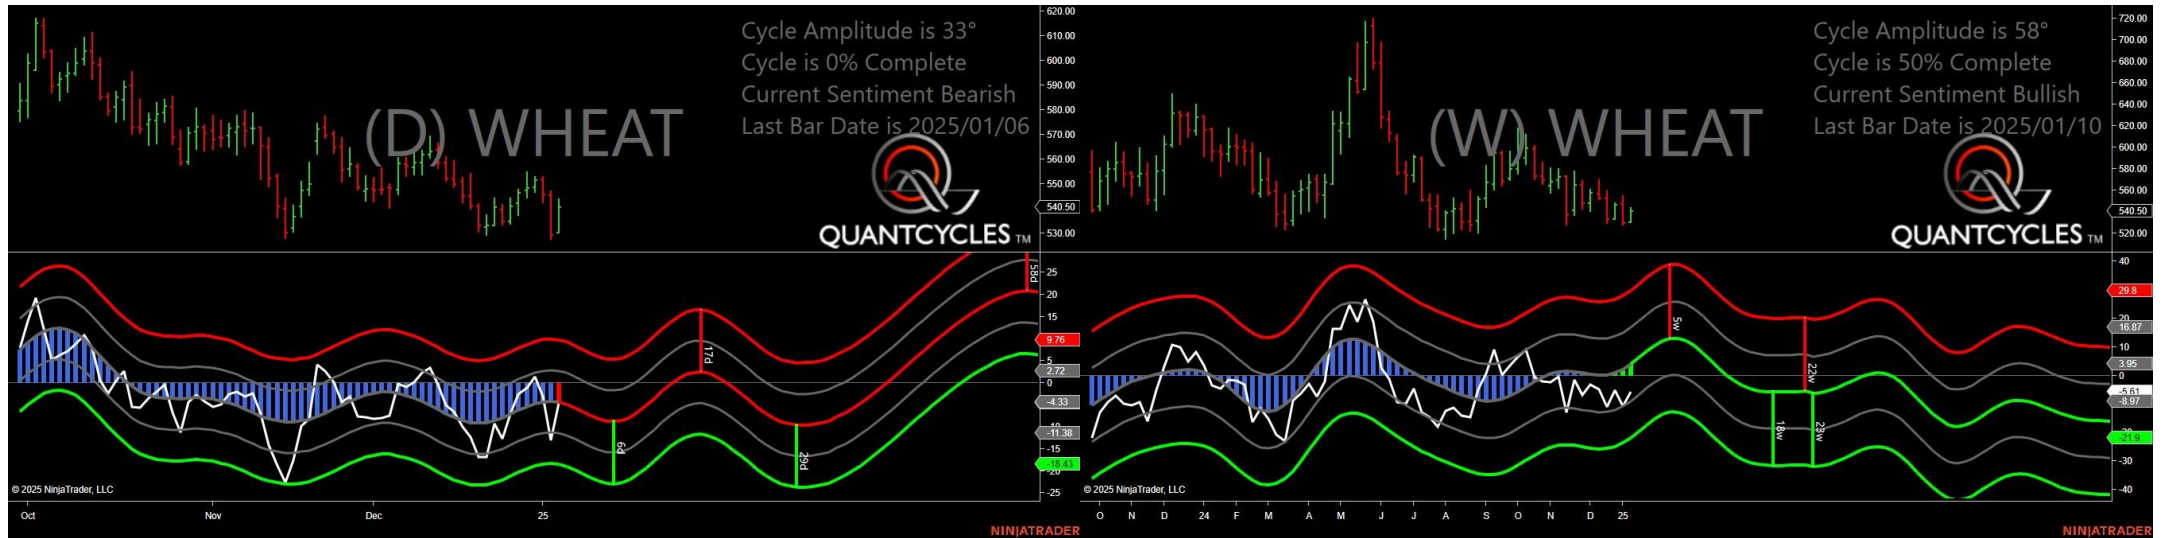 Cycle Amplitude is 33°
Cycle is 0% Complete
Current Sentiment Bearish
Last Bar Date is 2025/01/06
(D) WHEAT
QUANTCYCLES TM
620.00
610.00
600.00
590.00
580.00
570.00
560.00
550.00
540.50
530.00
58d
17d
6d
29d
25
20
15
9.76
5
2.72
0
-4.33
-11.38
-15
-18.43
-20
-25
© 2025 NinjaTrader, LLC
Oct Nov Dec 25
NINJATRADER
Cycle Amplitude is 58°
Cycle is 50% Complete
Current Sentiment Bullish
Last Bar Date is 2025/01/10
(W) WHEAT
QUANTCYCLES TM
720.00
700.00
680.00
660.00
640.00
620.00
600.00
580.00
560.00
540.50
520.00
5w
22w
18w
23w
40
29.8
20
16.87
10
3.95
0
-5.61
-8.97
-21.9
-30
-40
© 2025 NinjaTrader, LLC
O N D 24 F M A M J J A S O N D 25
NINJATRADER